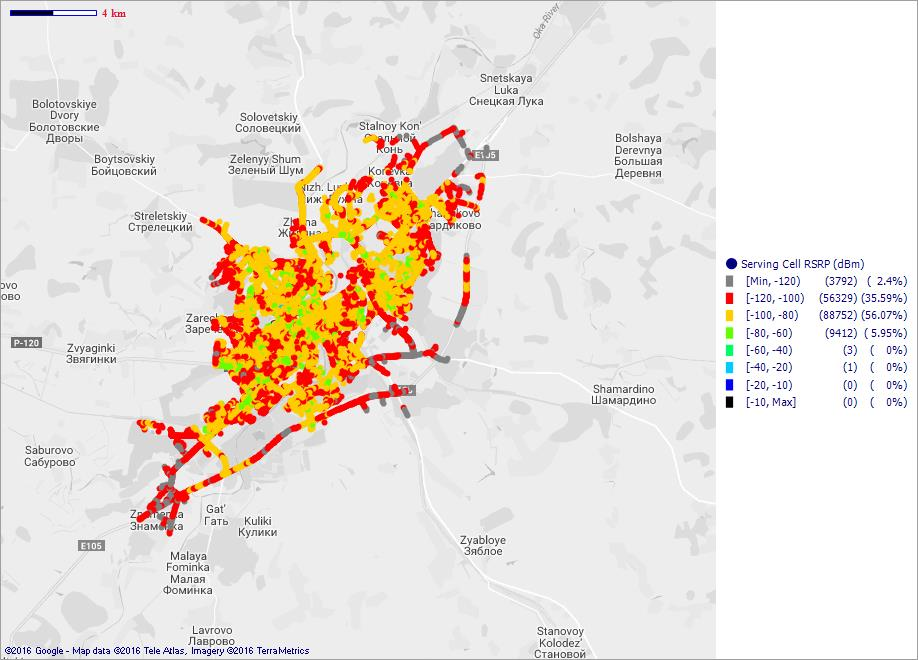 4 km
Oka River
Snetskaya
Luka
Снецкая Лука
Bolotovskiye
Dvory
Болотовские
Дворы
Solovetskiy
Соловецкий
Stalnoy Kon'
Конь
Bolshaya
Derevnya
Большая
Деревня
Boytsovskiy
Бойцовский
Zelenyy Shum
Зеленый Шум
E105
Streletskiy
Стрелецкий
P-120
Zvyaginki
Звягинки
Shamardino
Шамардино
Saburovo
Сабурово
Gat'
Гать
Kuliki
Кулики
E105
Malaya
Fominka
Малая
Фоминка
Zyabloye
Зяблое
Lavrovo
Лаврово
Stanovoy
Kolodez'
Становой
Serving Cell RSRP (dBm)
[Min, -120) (3792) ( 2.4%)
[-120, -100) (56329) (35.59%)
[-100, -80) (88752) (56.07%)
[-80, -60) (9412) ( 5.95%)
[-60, -40) (3) ( 0%)
[-40, -20) (1) ( 0%)
[-20, -10) (0) ( 0%)
[-10, Max] (0) ( 0%)
©2016 Google - Map data ©2016 Tele Atlas, Imagery ©2016 TerraMetrics